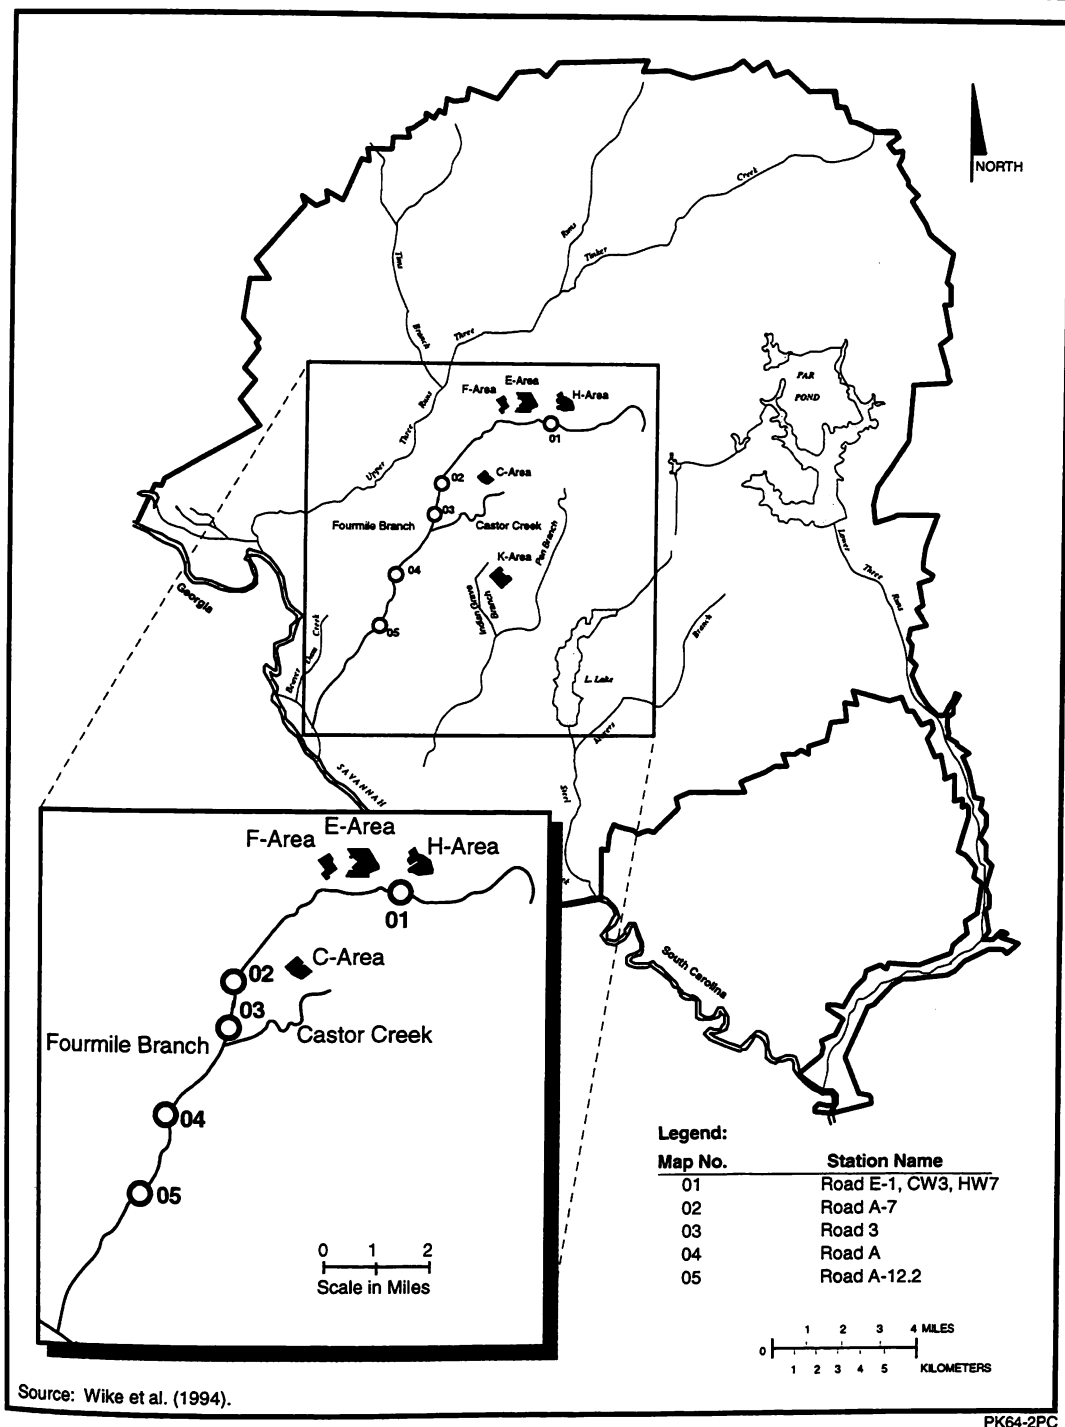 NORTH
Creek
Runs
Tinker
Tims
Branch
Three
PAR
POND
E-Area
F-Area
H-Area
01
Runs
Three
Upper
02
C-Area
03
Fourmile Branch
Castor Creek
Pen Branch
K-Area
04
Indian Grave
Branch
05
Georgia
Lower
Three
Runs
Beaver
Dam
Creek
Branch
L. Lake
Meyers
Steel
SAVANNAH
E-Area
F-Area
H-Area
01
C-Area
02
03
Castor Creek
Fourmile Branch
04
05
0 1 2
Scale in Miles
South Carolina
Legend:
Map No. Station Name
01 Road E-1, CW3, HW7
02 Road A-7
03 Road 3
04 Road A
05 Road A-12.2
1 2 3 4 MILES
0
1 2 3 4 5 KILOMETERS
Source: Wike et al. (1994).
PK64-2PC